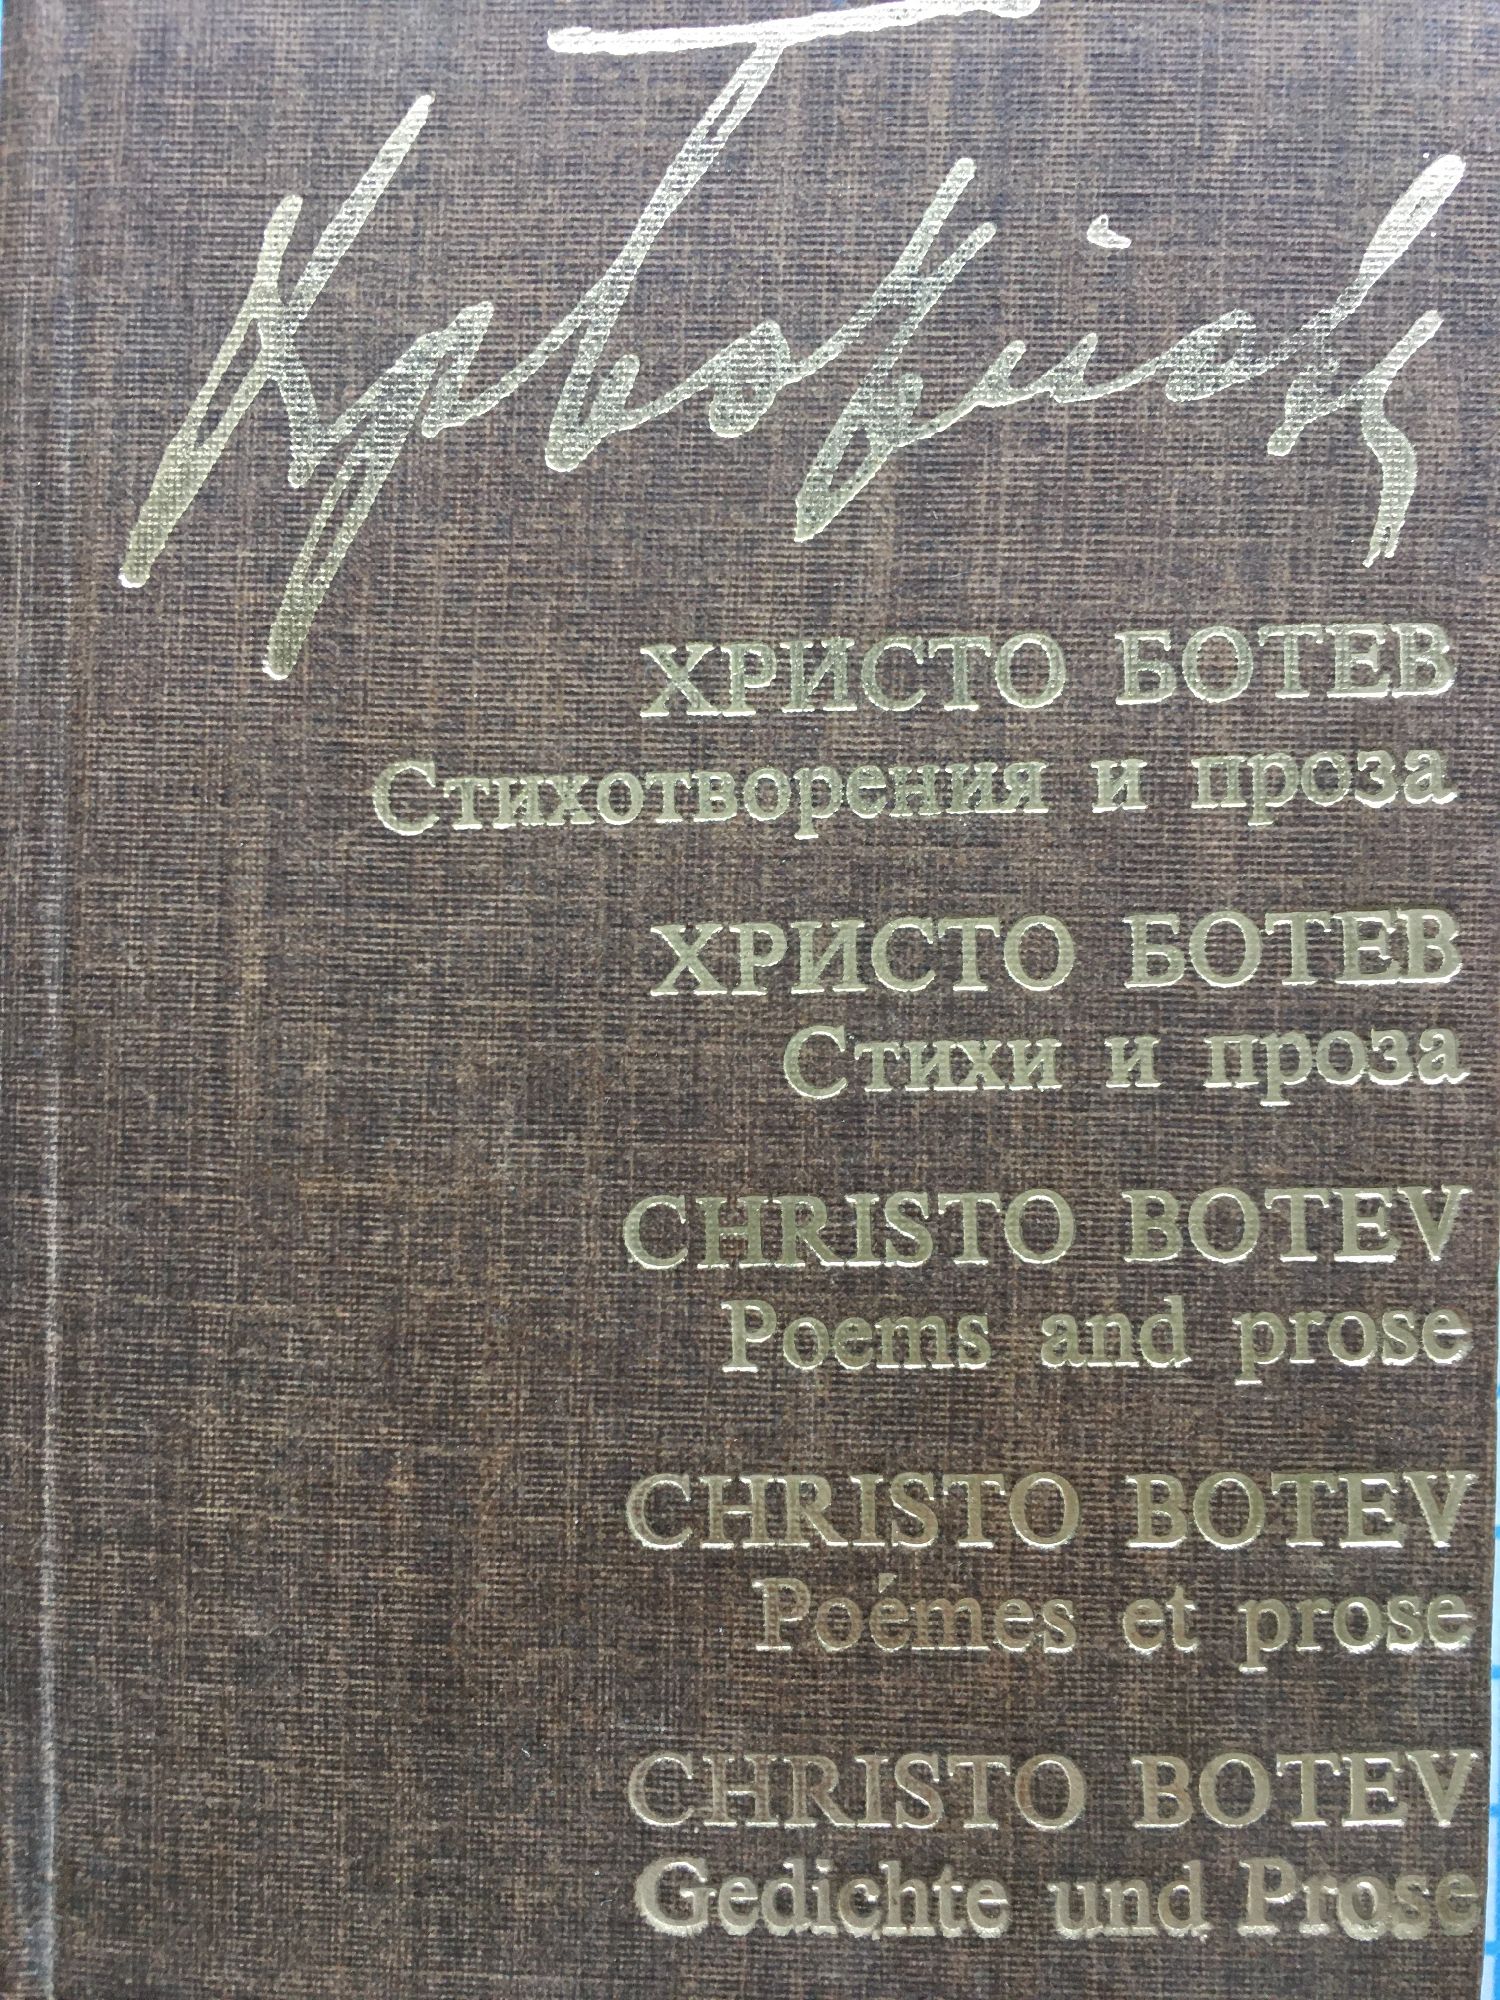 ХРИСТО БОТЕВ
Стихотворения и проза
ХРИСТО БОТЕВ
Стихи и проза
CHRISTO BOTEV
Poems and prose
CHRISTO BOTEV
Poémes et prose
CHRISTO BOTEV
Gedichte und Prose